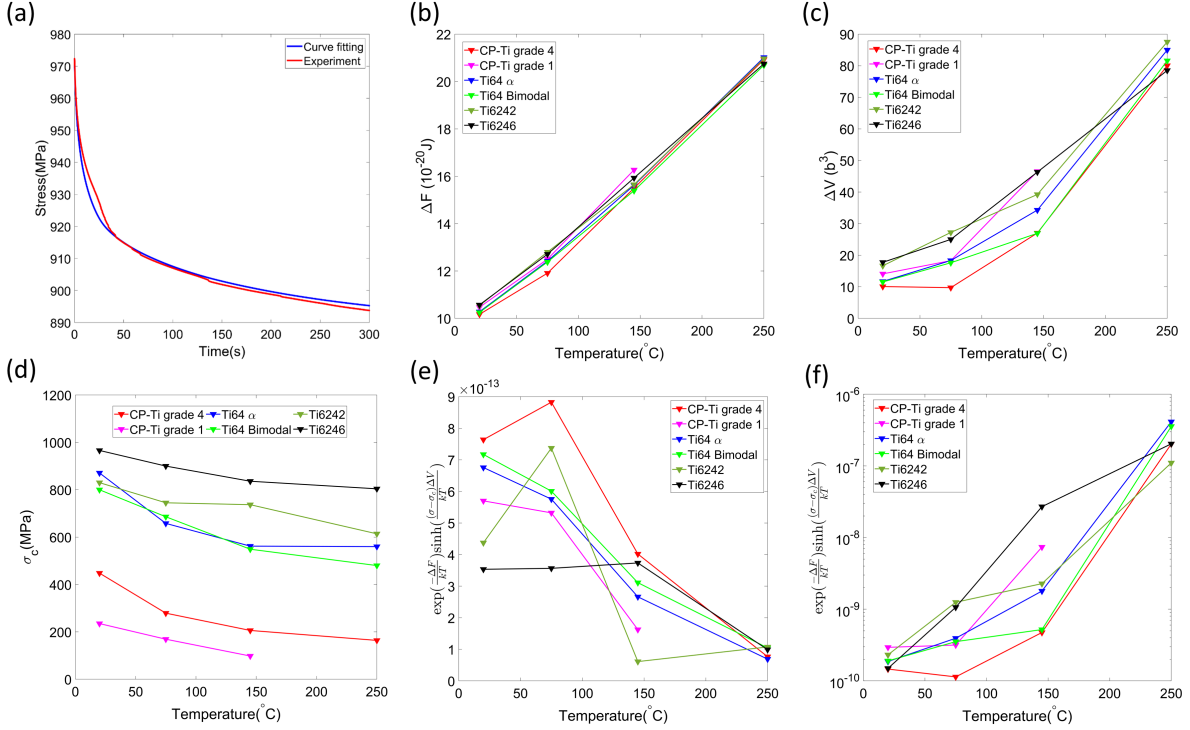 (a)
980
970
960
950
940
930
920
910
900
890
Stress(MPa)
Curve fitting
Experiment
0 50 100 150 200 250 300
Time(s)
(b)
22
20
18
16
14
12
10
ΔF (10⁻²⁰J)
CP-Ti grade 4
CP-Ti grade 1
Ti64 α
Ti64 Bimodal
Ti6242
Ti6246
0 50 100 150 200 250
Temperature(°C)
(c)
90
80
70
60
50
40
30
20
10
0
ΔV (b³)
CP-Ti grade 4
CP-Ti grade 1
Ti64 α
Ti64 Bimodal
Ti6242
Ti6246
0 50 100 150 200 250
Temperature(°C)
(d)
1200
1000
800
600
400
200
0
σc(MPa)
CP-Ti grade 4 Ti64 α Ti6242
CP-Ti grade 1 Ti64 Bimodal Ti6246
0 50 100 150 200 250
Temperature(°C)
(e)
×10⁻¹³
9
8
7
6
5
4
3
2
1
0
exp(−ΔF/kT)sinh((σ−σc)ΔV/kT)
CP-Ti grade 4
CP-Ti grade 1
Ti64 α
Ti64 Bimodal
Ti6242
Ti6246
0 50 100 150 200 250
Temperature(°C)
(f)
10⁻⁶
10⁻⁷
10⁻⁸
10⁻⁹
10⁻¹⁰
exp(−ΔF/kT)sinh((σ−σc)ΔV/kT)
CP-Ti grade 4
CP-Ti grade 1
Ti64 α
Ti64 Bimodal
Ti6242
Ti6246
0 50 100 150 200 250
Temperature(°C)